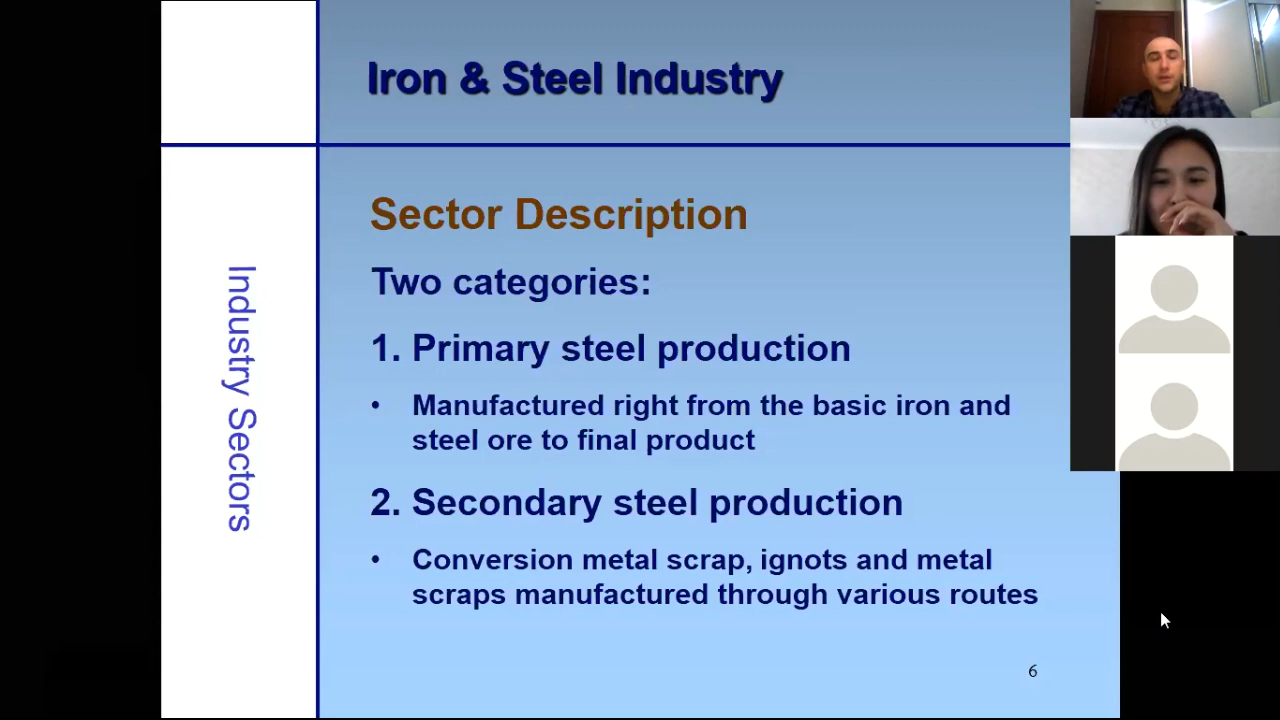 Iron & Steel Industry
Industry Sectors
Sector Description
Two categories:
1. Primary steel production
• Manufactured right from the basic iron and
steel ore to final product
2. Secondary steel production
• Conversion metal scrap, ignots and metal
scraps manufactured through various routes
6